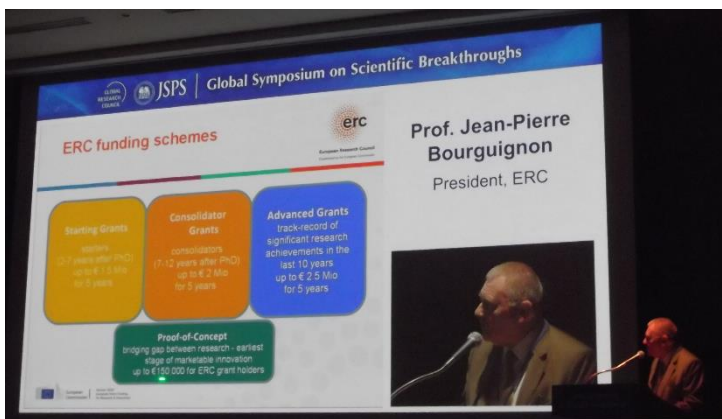 GLOBAL
RESEARCH
COUNCIL
JSPS
Global Symposium on Scientific Breakthroughs
ERC funding schemes
erc
European Research Council
Prof. Jean-Pierre
Bourguignon
President, ERC
Starting Grants
starters
(2-7 years after PhD)
up to € 1.5 Mio
for 5 years
Consolidator
Grants
consolidators
(7-12 years after PhD)
up to € 2 Mio
for 5 years
Advanced Grants
track-record of
significant research
achievements in the
last 10 years
up to € 2.5 Mio
for 5 years
Proof-of-Concept
bridging gap between research - earliest
stage of marketable innovation
up to €150 000 for ERC grant holders
European
Commission